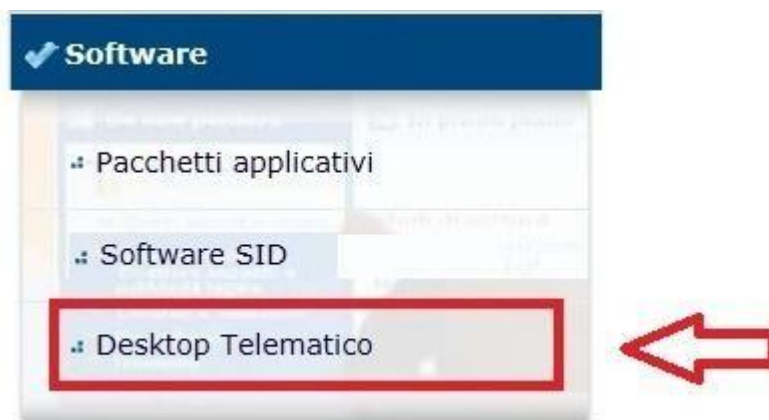 Software
Pacchetti applicativi
Software SID
Desktop Telematico